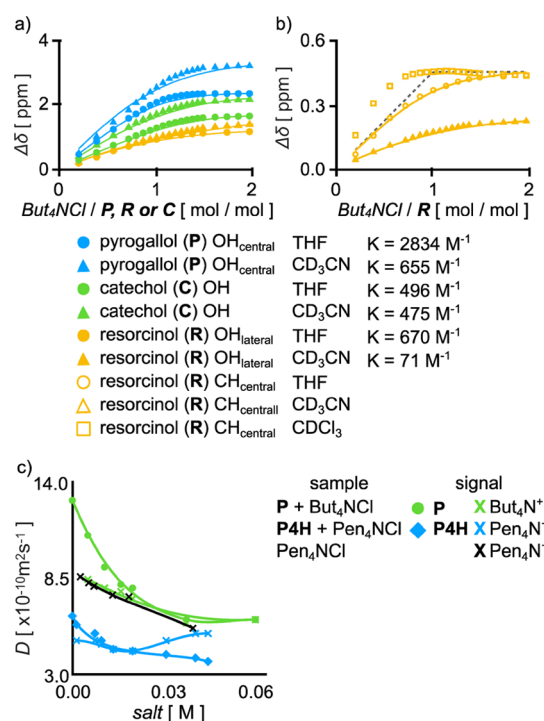 a)
b)
4
2
0
Δδ [ ppm ]
0
1
2
But₄NCl / P, R or C [ mol / mol ]
0.6
0.3
0.0
Δδ [ ppm ]
0
1
2
But₄NCl / R [ mol / mol ]
pyrogallol (P) OHcentral THF K = 2834 M⁻¹
pyrogallol (P) OHcentral CD₃CN K = 655 M⁻¹
catechol (C) OH THF K = 496 M⁻¹
catechol (C) OH CD₃CN K = 475 M⁻¹
resorcinol (R) OHlateral THF K = 670 M⁻¹
resorcinol (R) OHlateral CD₃CN K = 71 M⁻¹
resorcinol (R) CHcentral THF
resorcinol (R) CHcentrall CD₃CN
resorcinol (R) CHcentral CDCl₃
c)
14.0
8.5
3.0
D [ x10⁻¹⁰m²s⁻¹ ]
0.00
0.03
0.06
salt [ M ]
sample signal
P + But₄NCl P X But₄N⁺
P4H + Pen₄NCl P4H X Pen₄N⁻
Pen₄NCl X Pen₄N⁻